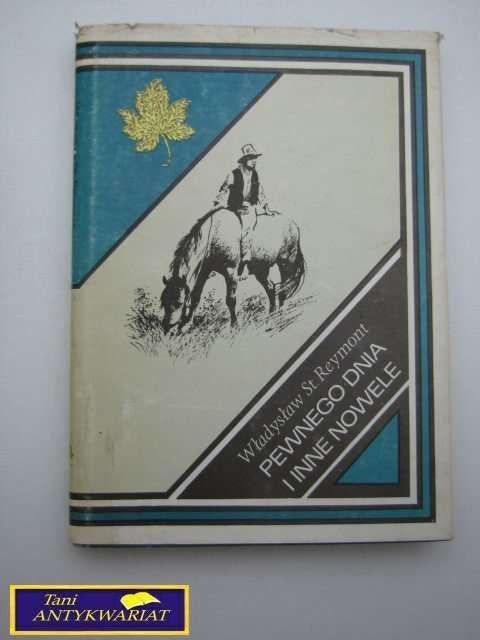 Władysław St. Reymont
PEWNEGO DNIA
I INNE NOWELE
Tani
ANTYKWARIAT